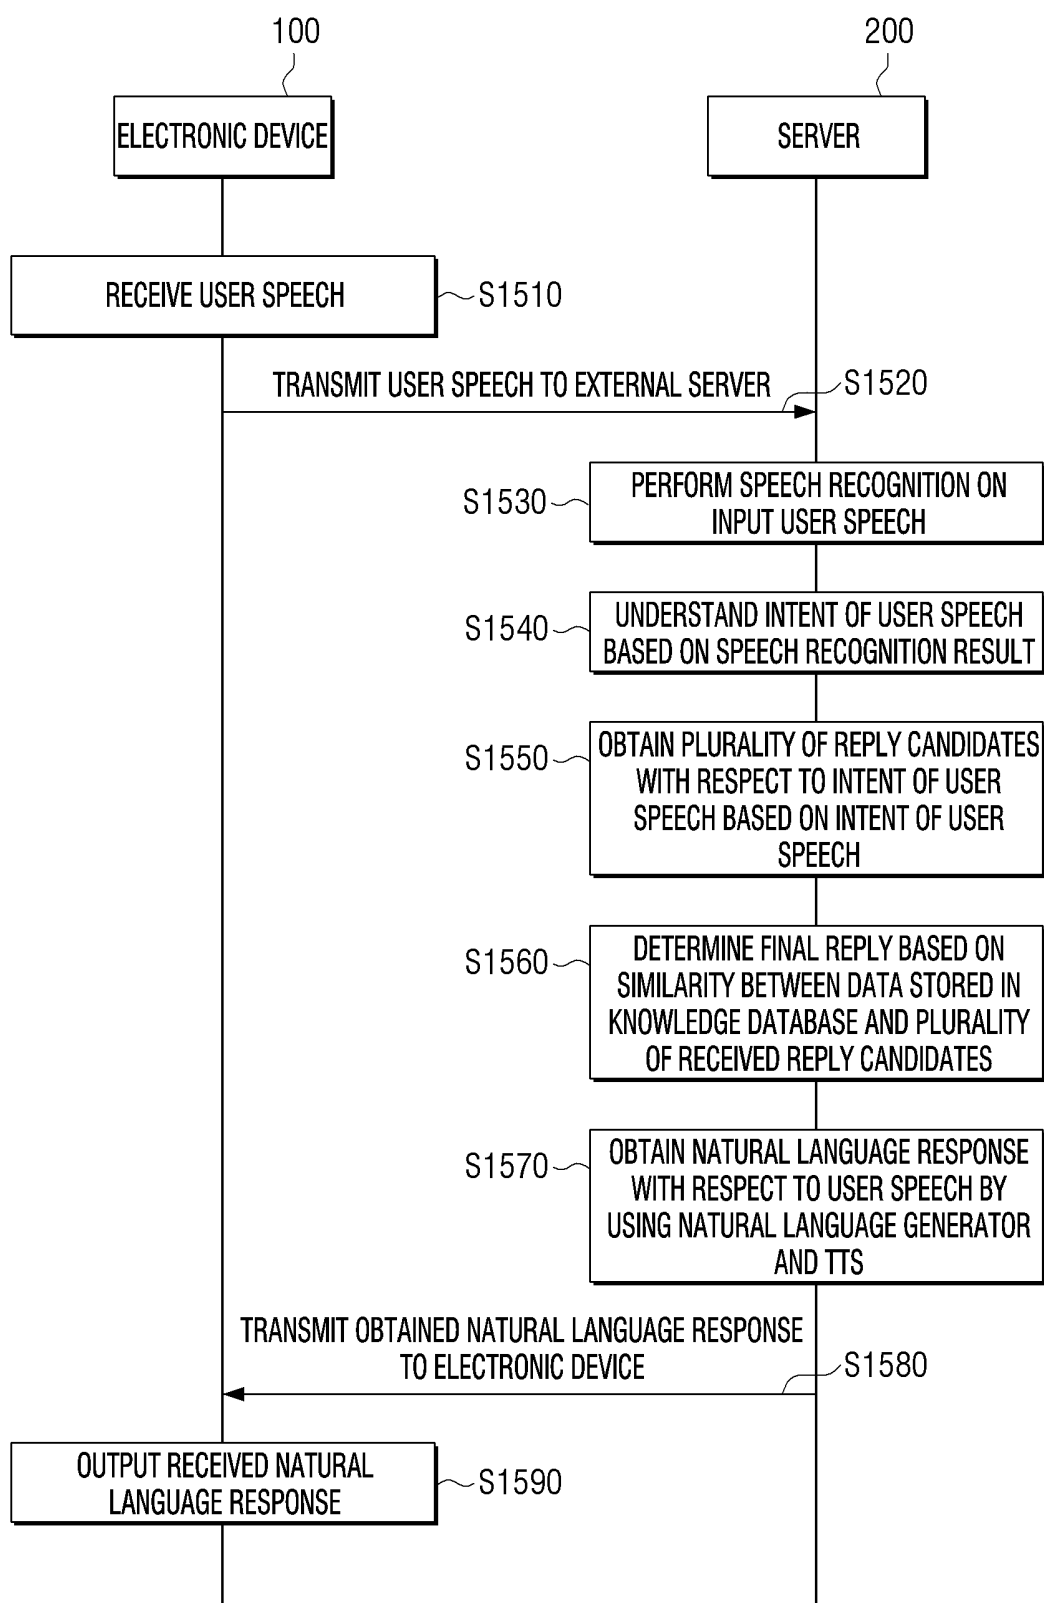 100
200
ELECTRONIC DEVICE
SERVER
RECEIVE USER SPEECH
S1510
TRANSMIT USER SPEECH TO EXTERNAL SERVER
S1520
S1530
PERFORM SPEECH RECOGNITION ON
INPUT USER SPEECH
S1540
UNDERSTAND INTENT OF USER SPEECH
BASED ON SPEECH RECOGNITION RESULT
S1550
OBTAIN PLURALITY OF REPLY CANDIDATES
WITH RESPECT TO INTENT OF USER
SPEECH BASED ON INTENT OF USER
SPEECH
S1560
DETERMINE FINAL REPLY BASED ON
SIMILARITY BETWEEN DATA STORED IN
KNOWLEDGE DATABASE AND PLURALITY
OF RECEIVED REPLY CANDIDATES
S1570
OBTAIN NATURAL LANGUAGE RESPONSE
WITH RESPECT TO USER SPEECH BY
USING NATURAL LANGUAGE GENERATOR
AND TTS
TRANSMIT OBTAINED NATURAL LANGUAGE RESPONSE
TO ELECTRONIC DEVICE
S1580
OUTPUT RECEIVED NATURAL
LANGUAGE RESPONSE
S1590